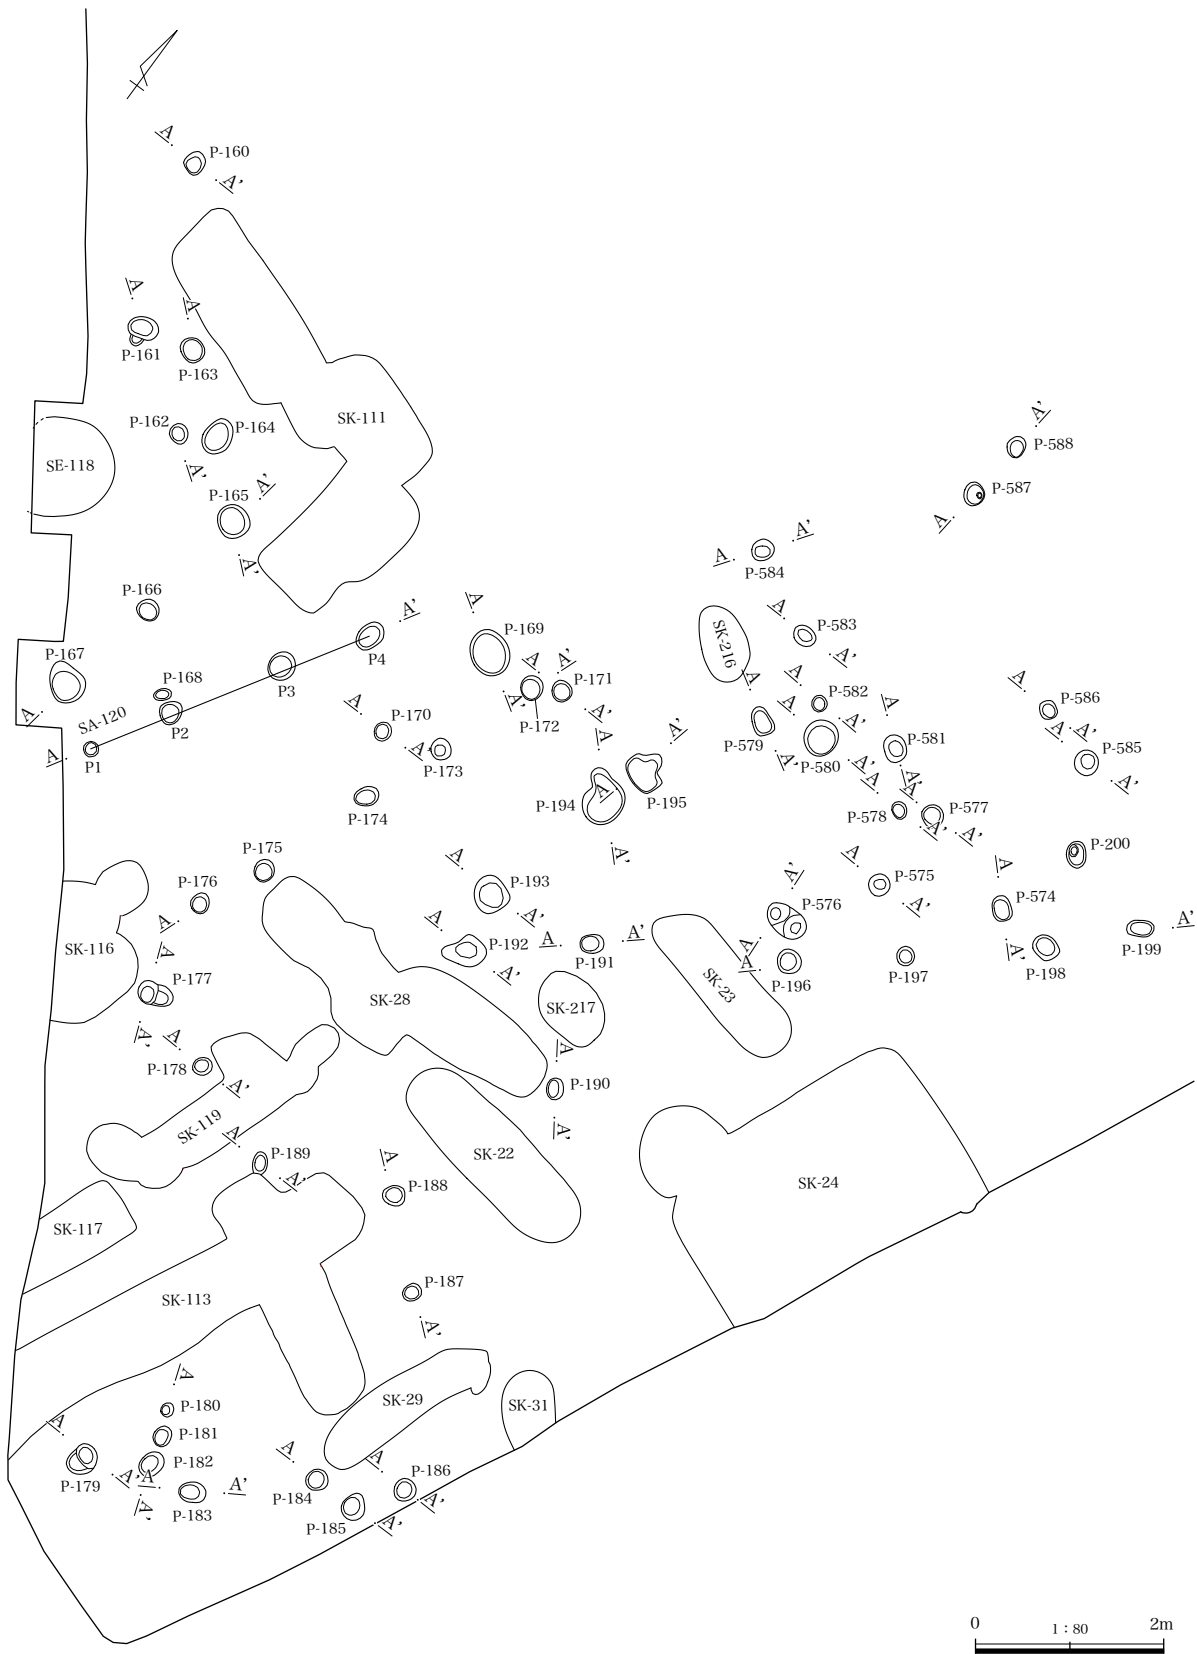 A
P-160
A'
A
A
P-161
P-163
P-162
P-164
SK-111
A'
SE-118
A'
P-588
A'
P-165
A'
P-587
A
A'
A'
A
P-584
P-166
A
A'
A
P-583
P-169
SK-216
P-167
P4
A
A'
P-171
A'
P-168
P3
A
A
P-586
A
A
P-582
A
A'
A'
A
SA-120
P2
P-170
P-172
A'
A'
A
A'
P-579
P-581
A
P1
A'
P-173
A
P-580
A'
A'
A
P-585
A'
P-174
P-194
A
P-195
A
A'
P-578
A'
P-577
A'
P-200
P-175
A
A'
A
A
P-176
P-193
A'
P-575
A
A'
A'
P-576
P-574
A
SK-116
A
P-192
A
A'
P-191
A'
P-199
A
A
A
P-196
P-197
A'
P-198
P-177
SK-28
A'
SK-217
SK-23
A'
A
P-178
A'
A
P-190
SK-119
A
A'
P-189
SK-22
A
A'
P-188
SK-24
SK-117
P-187
SK-113
A'
A
SK-29
SK-31
P-180
A
P-181
A
P-182
A
P-186
P-179
A'
A
P-183
A'
P-184
A'
A'
P-185
A'
0
1 : 80
2m